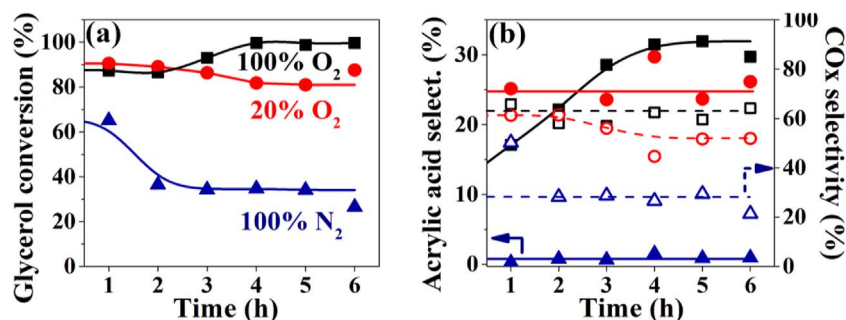 (a)
100% O2
20% O2
100% N2
Glycerol conversion (%)
100
80
60
40
20
0
1 2 3 4 5 6
Time (h)
(b)
Acrylic acid select. (%)
30
20
10
0
1 2 3 4 5 6
Time (h)
100
80
60
40
20
0
COx selectivity (%)